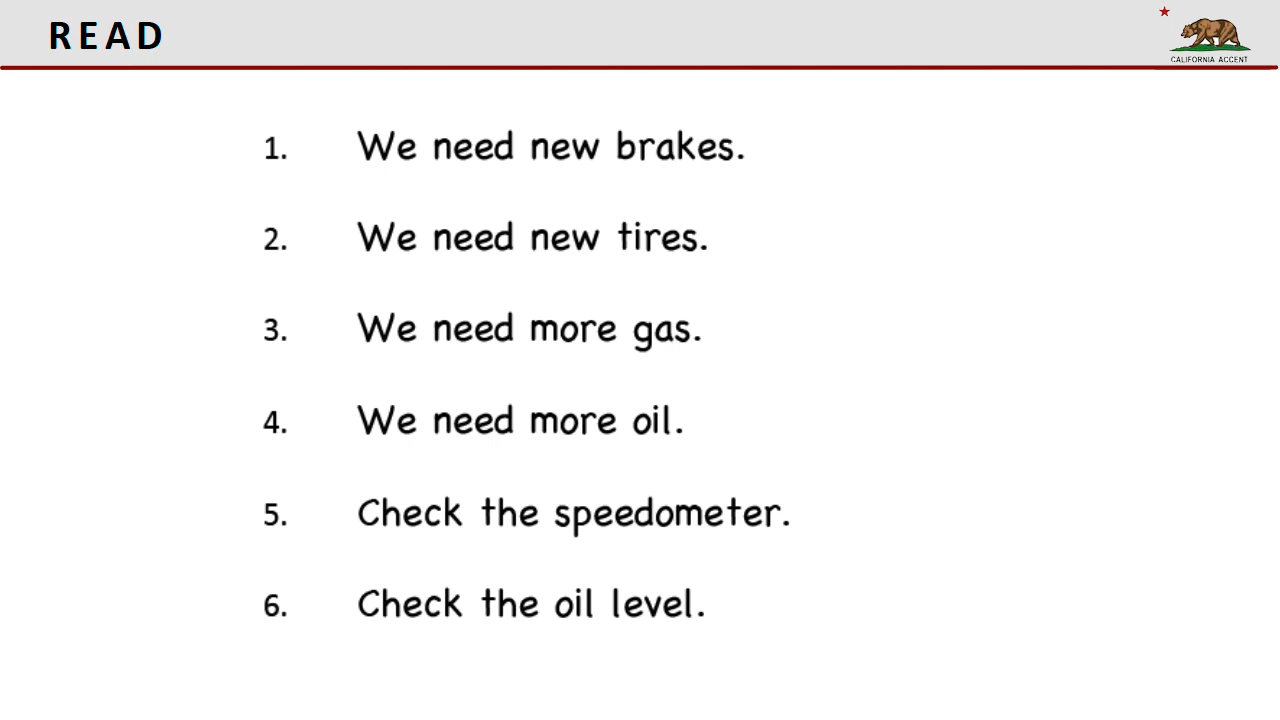 READ
CALIFORNIA ACCENT
1. We need new brakes.
2. We need new tires.
3. We need more gas.
4. We need more oil.
5. Check the speedometer.
6. Check the oil level.